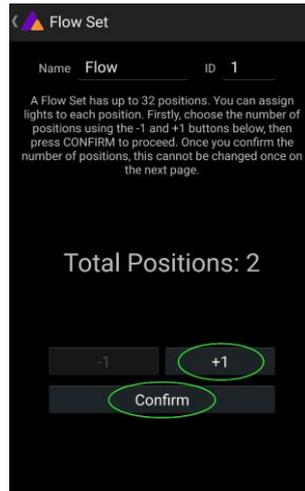 Flow Set
Name Flow ID 1
A Flow Set has up to 32 positions. You can assign
lights to each position. Firstly, choose the number of
positions using the -1 and +1 buttons below, then
press CONFIRM to proceed. Once you confirm the
number of positions, this cannot be changed once on
the next page.
Total Positions: 2
-1 +1
Confirm